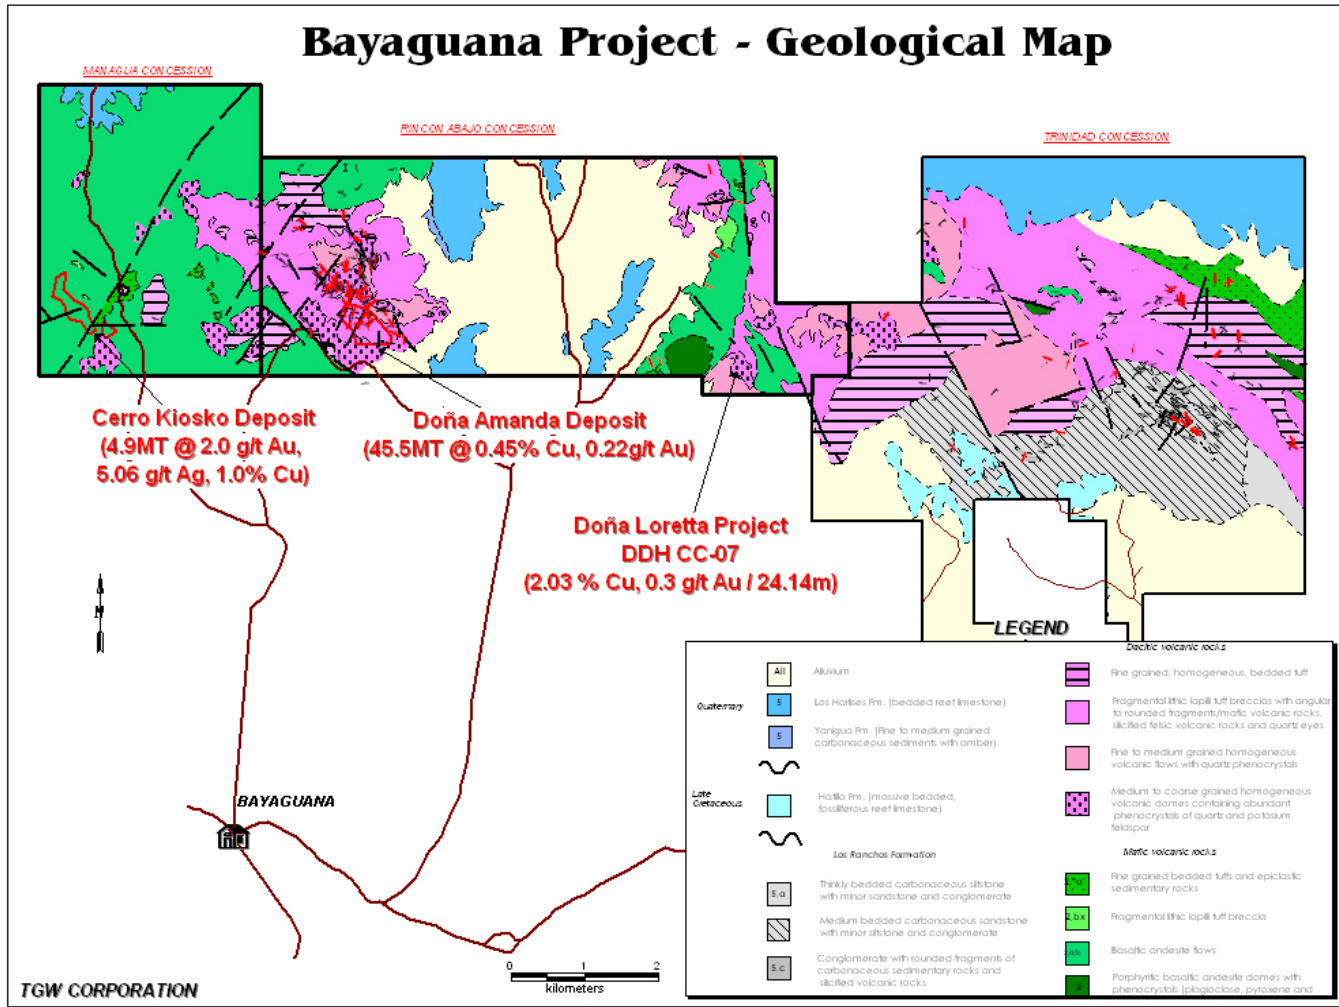 Bayaguana Project - Geological Map
MANAGUA CONCESSION
RINCON ABAJO CONCESSION
TRINIDAD CONCESSION
Cerro Kiosko Deposit
(4.9MT @ 2.0 g/t Au,
5.06 g/t Ag, 1.0% Cu)
Doña Amanda Deposit
(45.5MT @ 0.45% Cu, 0.22g/t Au)
Doña Loretta Project
DDH CC-07
(2.03 % Cu, 0.3 g/t Au / 24.14m)
N
BAYAGUANA
0 1 2
kilometers
TGW CORPORATION
LEGEND
Quaternary
All Alluvium
5 Los Haitises Fm. (bedded reef limestone)
5 Yanigua Fm. (Fine to medium grained
carbonaceous sediments with amber)
Late
Cretaceous
Hatillo Fm. (massive bedded,
fossiliferous reef limestone)
Los Ranchos Formation
5,a Thinkly-bedded carbonaceous siltstone
with minor sandstone and conglomerate
Medium-bedded carbonaceous sandstone
with minor siltstone and conglomerate
5,c Conglomerate with rounded fragments of
carbonaceous sedimentary rocks and
silicified volcanic rocks
Dacitic volcanic rocks
Fine grained, homogeneous, bedded tuff
Fragmental lithic lapilli tuff breccias with angular
to rounded fragments/mafic volcanic rocks,
silicified felsic volcanic rocks and quartz eyes
Fine to medium grained homogeneous
volcanic flows with quartz phenocrystals
Medium to coarse grained homogeneous
volcanic domes containing abundant
phenocrystals of quartz and potasium
feldspar
Mafic volcanic rocks
Fine grained bedded tuffs and epiclastic
sedimentary rocks
2,bx Fragmental lithic lapilli tuff breccia
Basaltic andesite flows
2 Porphyritic basaltic andesite domes with
phenocrystals (plagioclase, pyroxene and